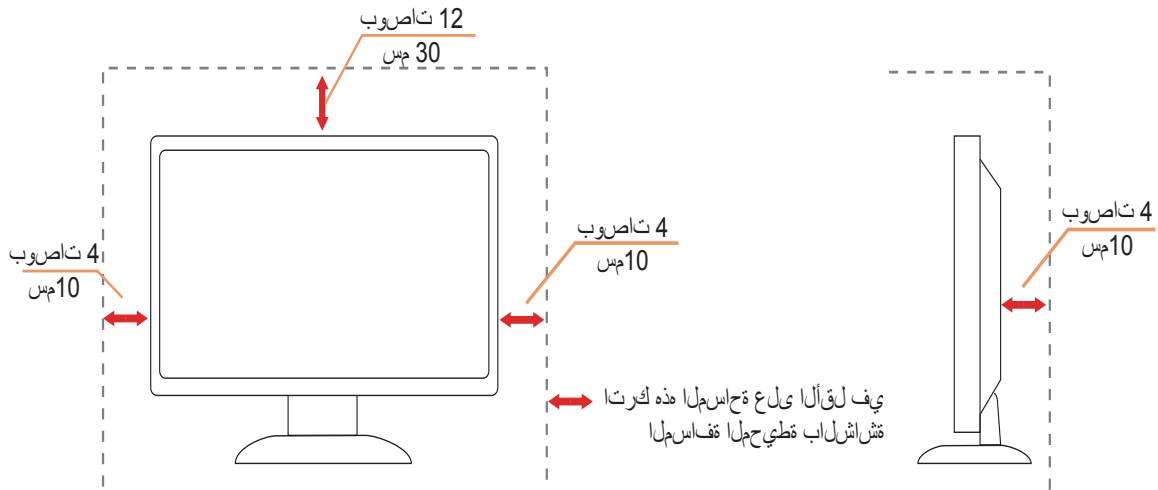 12 تاصوب
30 مس
4 تاصوب
10مس
4 تاصوب
10مس
4 تاصوب
10مس
يف لقألا ىلع ةحاسملا هذه كرتا
ةشاشلاب ةطيحملا ةفاسملا